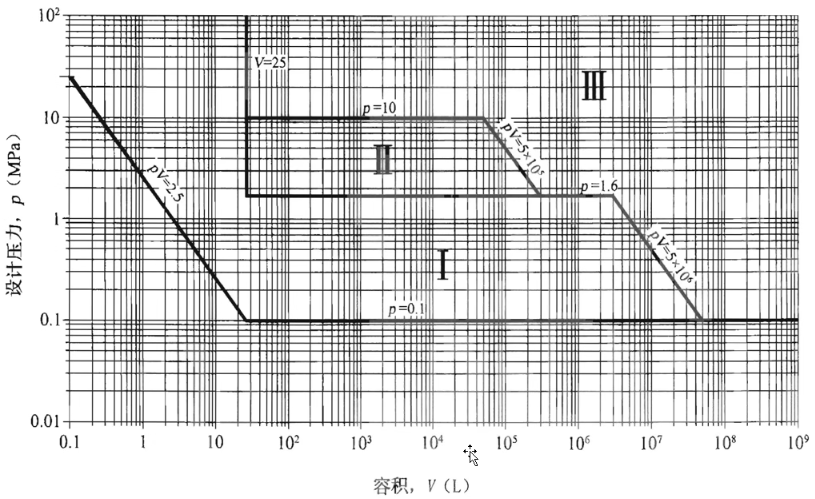 10²
V=25
Ⅲ
p=10
10
pV=5×10⁵
Ⅱ
pV=2.5
p=1.6
1
Ⅰ
pV=5×10⁶
p=0.1
0.1
0.01
设计压力，p（MPa）
0.1 1 10 10² 10³ 10⁴ 10⁵ 10⁶ 10⁷ 10⁸ 10⁹
容积，V（L）